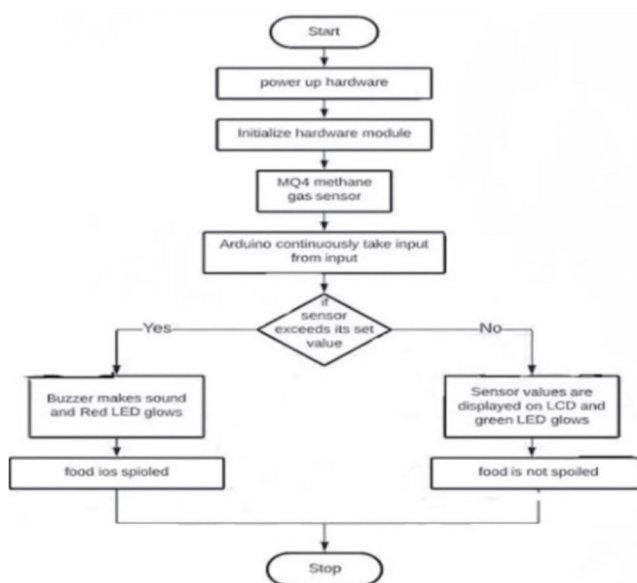 Start
power up hardware
Initialize hardware module
MQ4 methane
gas sensor
Arduino continuously take input
from input
if
sensor
exceeds its set
value
Yes
No
Buzzer makes sound
and Red LED glows
Sensor values are
displayed on LCD and
green LED glows
food ios spioled
food is not spoiled
Stop